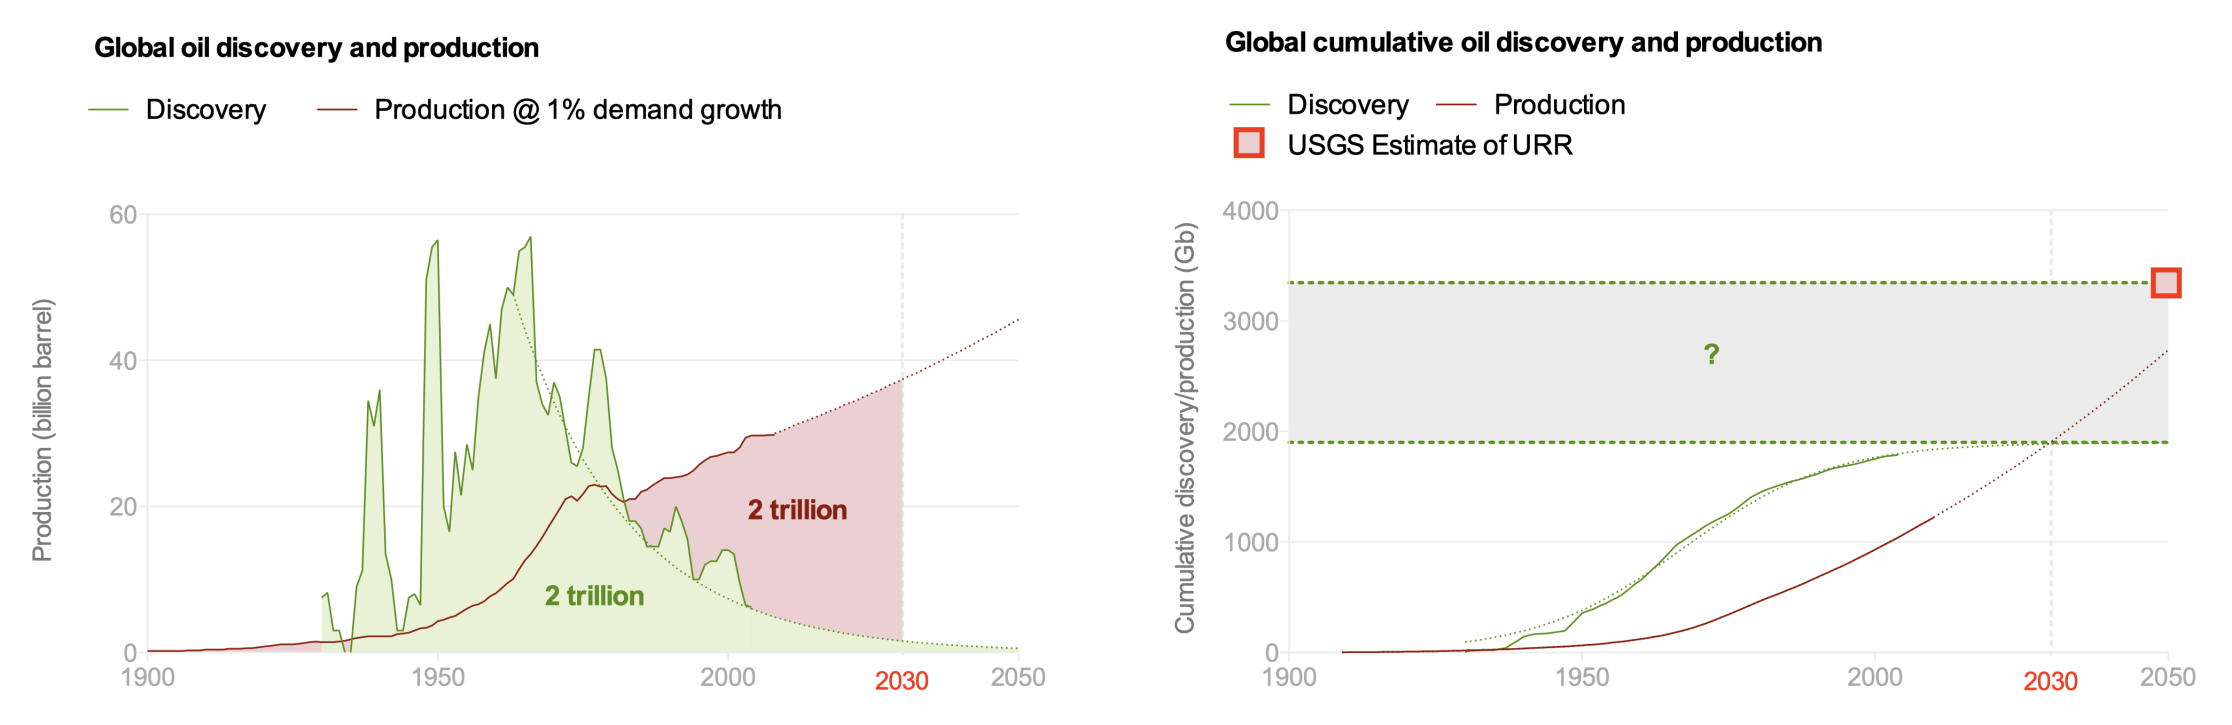 Global oil discovery and production
Discovery
Production @ 1% demand growth
Production (billion barrel)
60
40
20
0
2 trillion
2 trillion
1900
1950
2000
2030
2050
Global cumulative oil discovery and production
Discovery
Production
USGS Estimate of URR
Cumulative discovery/production (Gb)
4000
3000
2000
1000
0
?
1900
1950
2000
2030
2050